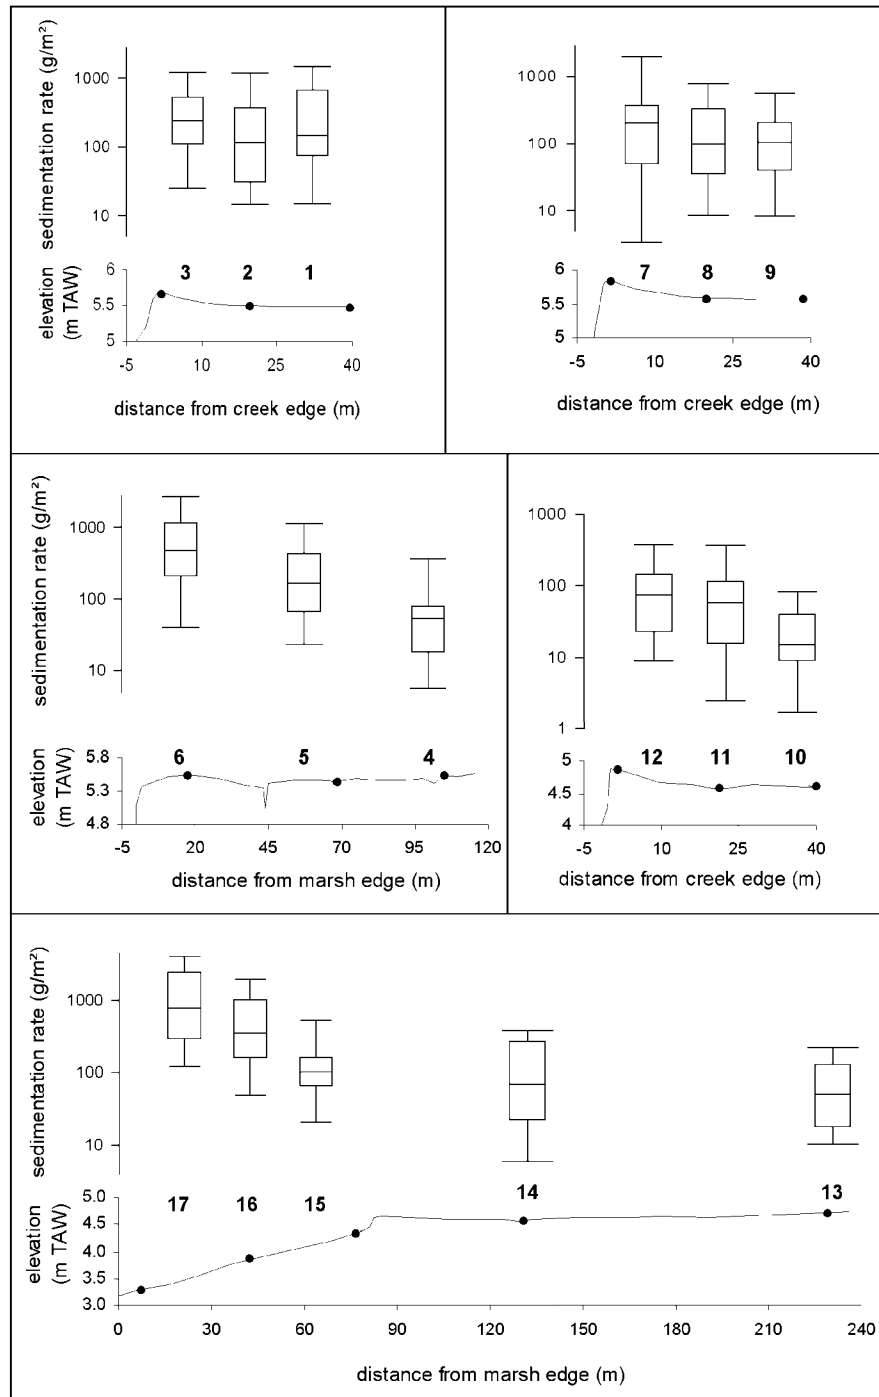 sedimentation rate (g/m²)
1000
100
10
elevation
(m TAW)
6
5.5
5
3 2 1
-5 10 25 40
distance from creek edge (m)
1000
100
10
6
5.5
5
7 8 9
-5 10 25 40
distance from creek edge (m)
sedimentation rate (g/m²)
1000
100
10
elevation
(m TAW)
5.8
5.3
4.8
6 5 4
-5 20 45 70 95 120
distance from marsh edge (m)
1000
100
10
1
5
4.5
4
12 11 10
-5 10 25 40
distance from creek edge (m)
sedimentation rate (g/m²)
1000
100
10
elevation
(m TAW)
5.0
4.5
4.0
3.5
3.0
17 16 15 14 13
0 30 60 90 120 150 180 210 240
distance from marsh edge (m)